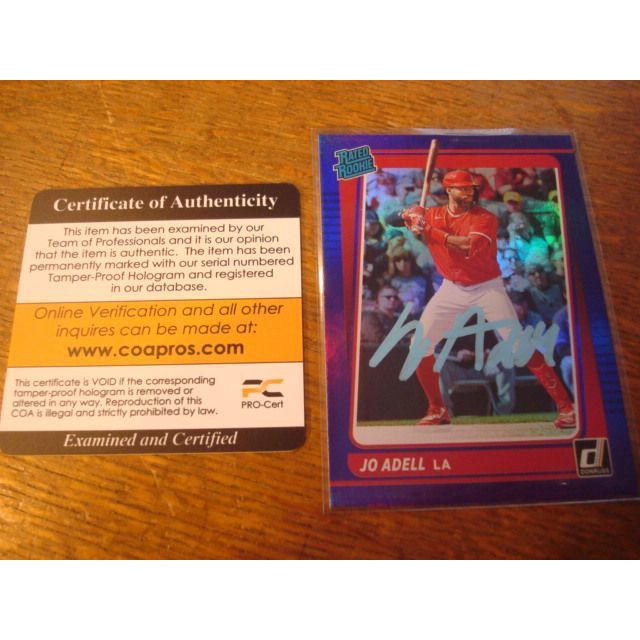 Certificate of Authenticity
This item has been examined by our
Team of Professionals and it is our opinion
that the item is authentic. The item has been
permanently marked with our serial numbered
Tamper-Proof Hologram and registered
in our database.
Online Verification and all other
inquires can be made at:
www.coapros.com
This certificate is VOID if the corresponding
tamper-proof hologram is removed or
altered in any way. Reproduction of this
COA is illegal and strictly prohibited by law.
PC
PRO-Cert
Examined and Certified
RATED
ROOKIE
Adell
JO ADELL LA
d
DONRUSS